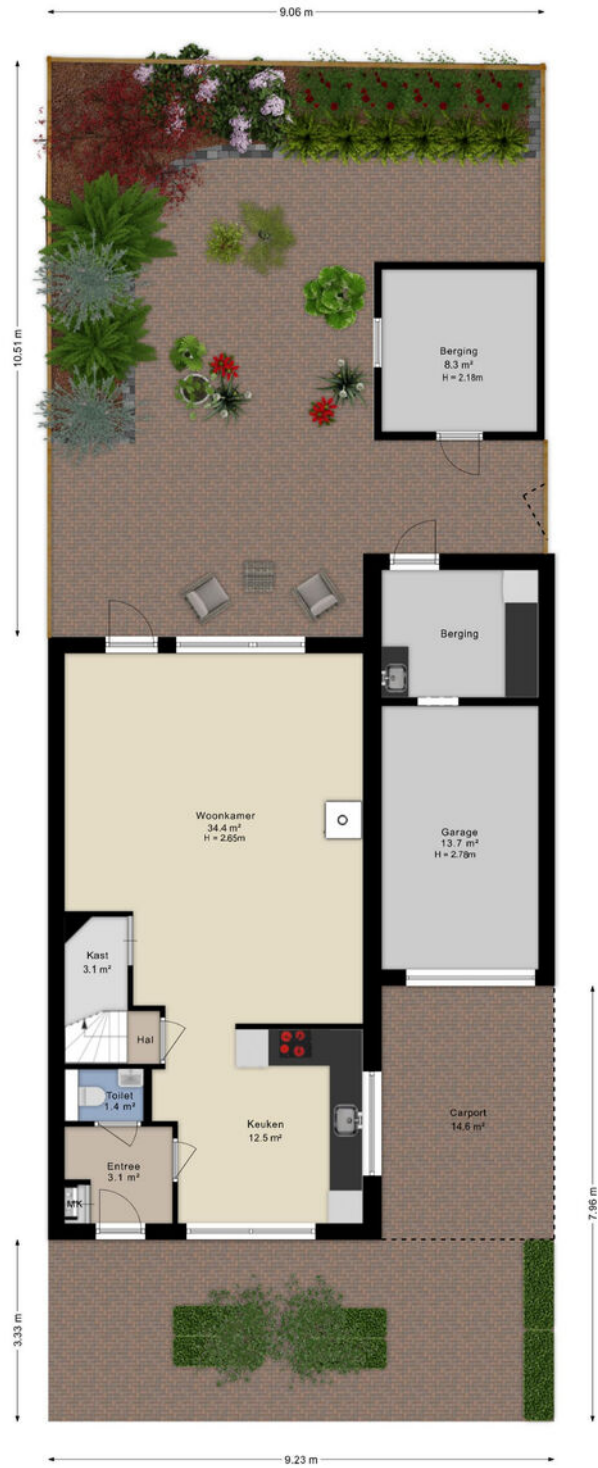 9.06 m
10.51 m
Berging
8.3 m²
H = 2.18m
Berging
Woonkamer
34.4 m²
H = 2.65m
Garage
13.7 m²
H = 2.78m
Kast
3.1 m²
Hal
Toilet
1.4 m²
Keuken
12.5 m²
Carport
14.6 m²
Entree
3.1 m²
MK
7.96 m
3.33 m
9.23 m